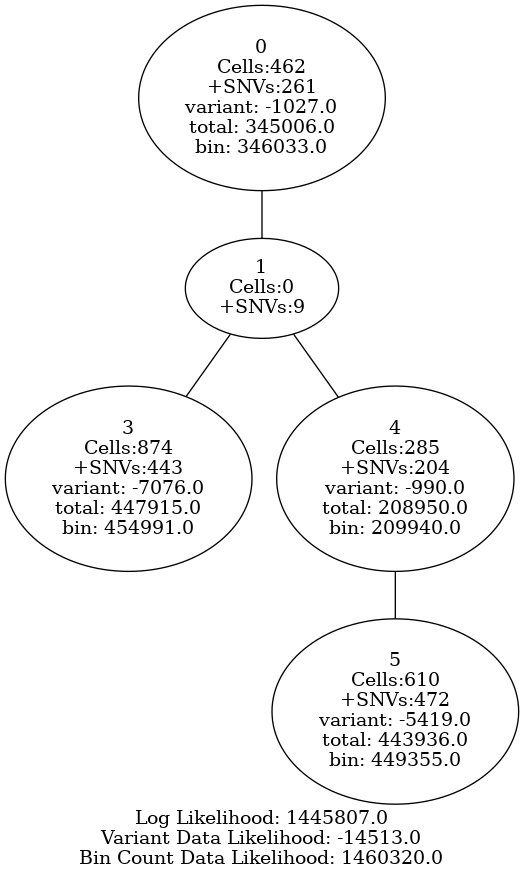 0
Cells:462
+SNVs:261
variant: -1027.0
total: 345006.0
bin: 346033.0
1
Cells:0
+SNVs:9
3
Cells:874
+SNVs:443
variant: -7076.0
total: 447915.0
bin: 454991.0
4
Cells:285
+SNVs:204
variant: -990.0
total: 208950.0
bin: 209940.0
5
Cells:610
+SNVs:472
variant: -5419.0
total: 443936.0
bin: 449355.0
Log Likelihood: 1445807.0
Variant Data Likelihood: -14513.0
Bin Count Data Likelihood: 1460320.0